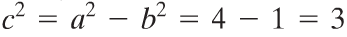 c² = a² − b² = 4 − 1 = 3